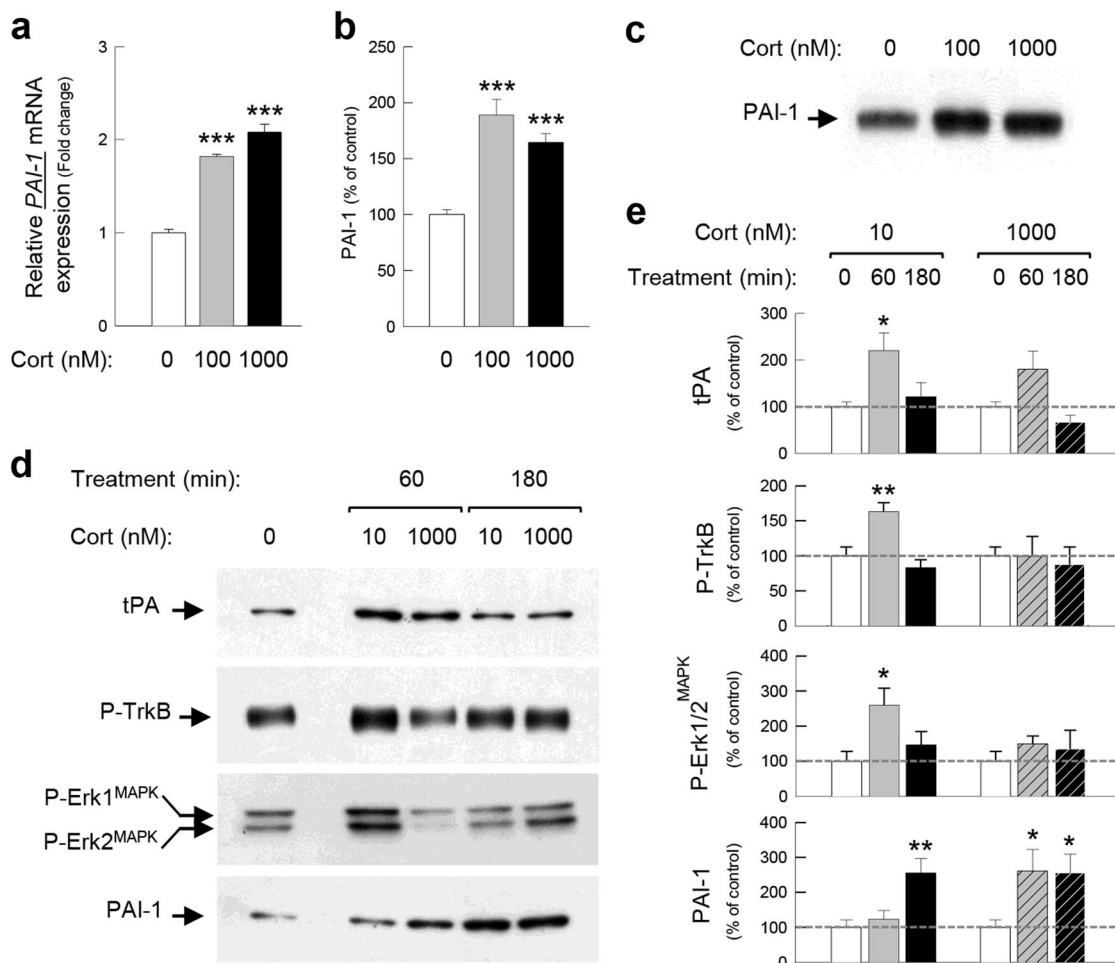 a
Relative PAI-1 mRNA
expression (Fold change)
3
2
1
0
*** ***
Cort (nM): 0 100 1000
b
PAI-1 (% of control)
250
200
150
100
50
0
*** ***
0 100 1000
c
Cort (nM): 0 100 1000
PAI-1
d
Treatment (min): 60 180
Cort (nM): 0 10 1000 10 1000
tPA
P-TrkB
P-Erk1MAPK
P-Erk2MAPK
PAI-1
e
Cort (nM): 10 1000
Treatment (min): 0 60 180 0 60 180
tPA
(% of control)
300
200
100
0
*
P-TrkB
(% of control)
200
150
100
50
0
**
P-Erk1/2MAPK
(% of control)
400
300
200
100
0
*
PAI-1
(% of control)
400
300
200
100
0
** * *